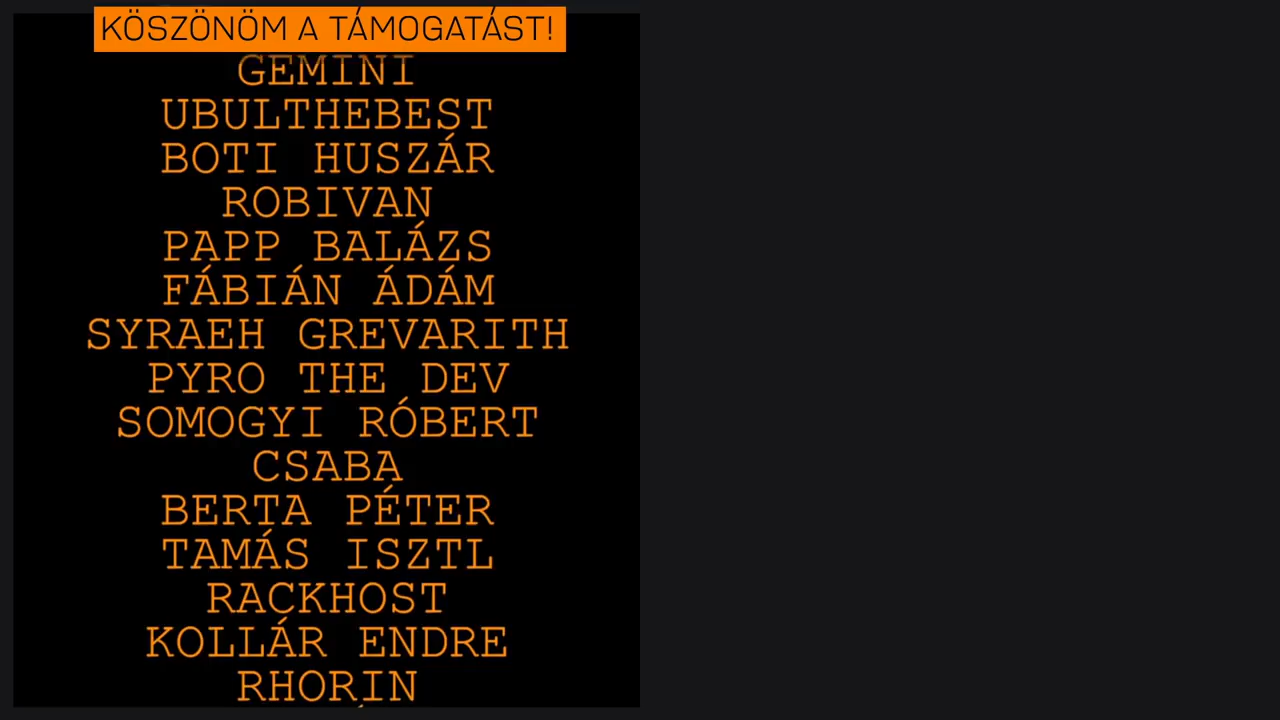 KÖSZÖNÖM A TÁMOGATÁST!
GEMINI
UBULTHEBEST
BOTI HUSZÁR
ROBIVAN
PAPP BALÁZS
FÁBIÁN ÁDÁM
SYRAEH GREVARITH
PYRO THE DEV
SOMOGYI RÓBERT
CSABA
BERTA PÉTER
TAMÁS ISZTL
RACKHOST
KOLLÁR ENDRE
RHORIN